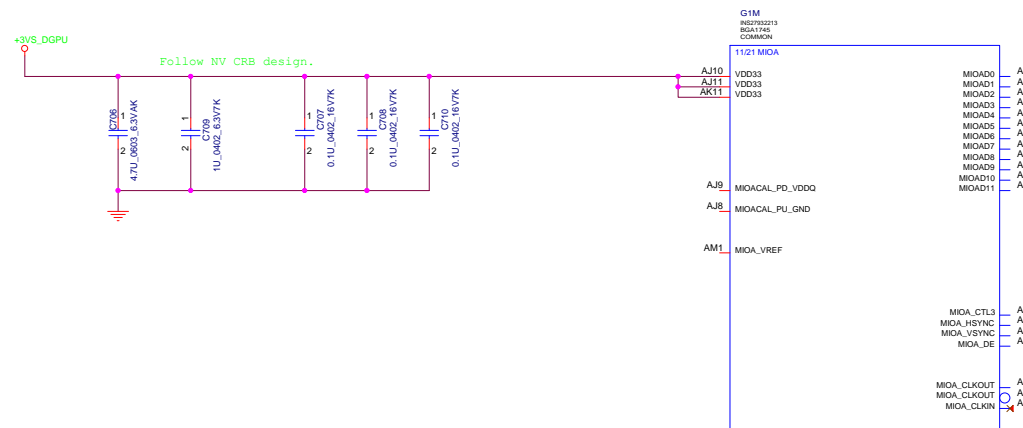 G1M
INS27932213
BGA1745
COMMON
+3VS_DGPU
Follow NV CRB design.
11/21 MIOA
AJ10 VDD33
AJ11 VDD33
AK11 VDD33
MIOAD0 A
MIOAD1 A
MIOAD2 A
MIOAD3 A
MIOAD4 A
MIOAD5 A
MIOAD6 A
MIOAD7 A
MIOAD8 A
MIOAD9 A
MIOAD10 A
MIOAD11 A
1 2 C706 4.7U_0603_6.3VAK
1 2 C709 1U_0402_6.3V7K
1 2 C707 0.1U_0402_16V7K
1 2 C708 0.1U_0402_16V7K
1 2 C710 0.1U_0402_16V7K
AJ9 MIOACAL_PD_VDDQ
AJ8 MIOACAL_PU_GND
AM1 MIOA_VREF
MIOA_CTL3 A
MIOA_HSYNC A
MIOA_VSYNC A
MIOA_DE A
MIOA_CLKOUT A
MIOA_CLKOUT A
MIOA_CLKIN A